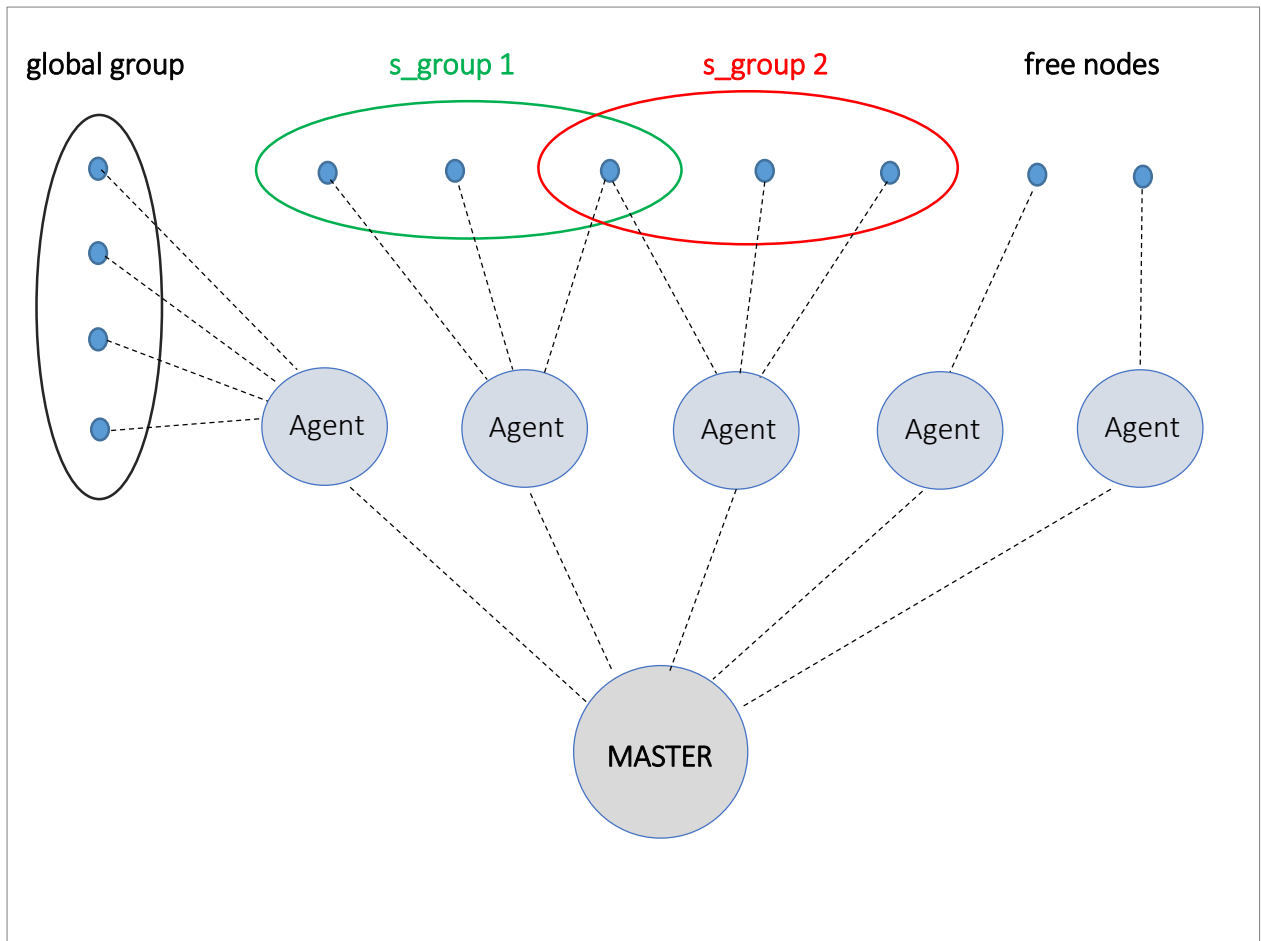 global group
s_group 1
s_group 2
free nodes
Agent
Agent
Agent
Agent
Agent
MASTER